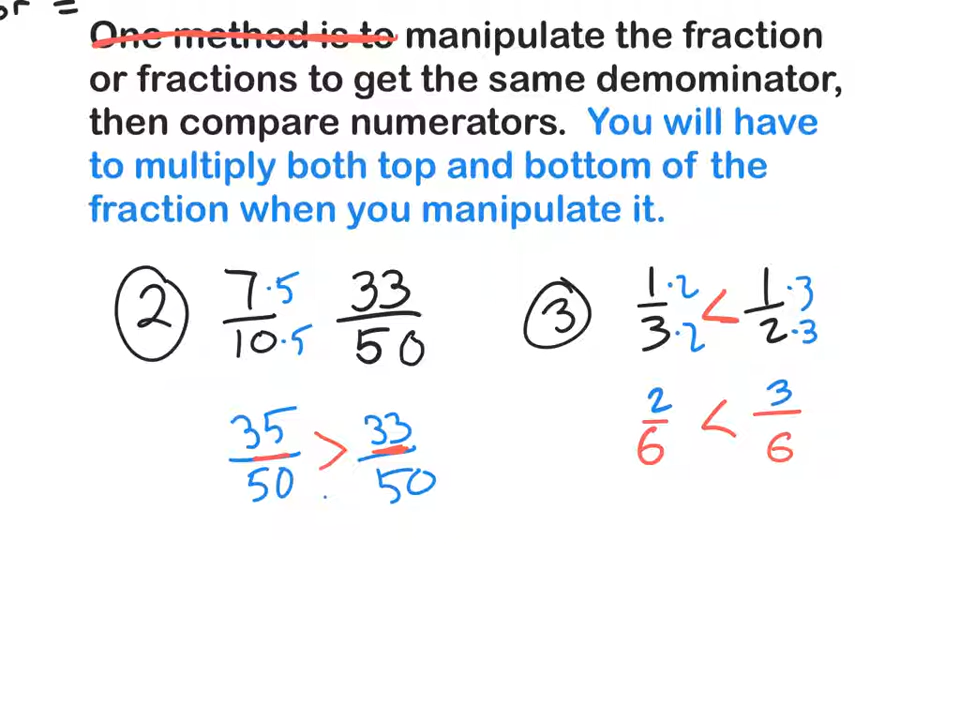 or =
One method is to manipulate the fraction
or fractions to get the same demominator,
then compare numerators. You will have
to multiply both top and bottom of the
fraction when you manipulate it.
2 7·5/10·5 33/50
3 1·2/3·2 < 1·3/2·3
35/50 > 33/50
2/6 < 3/6